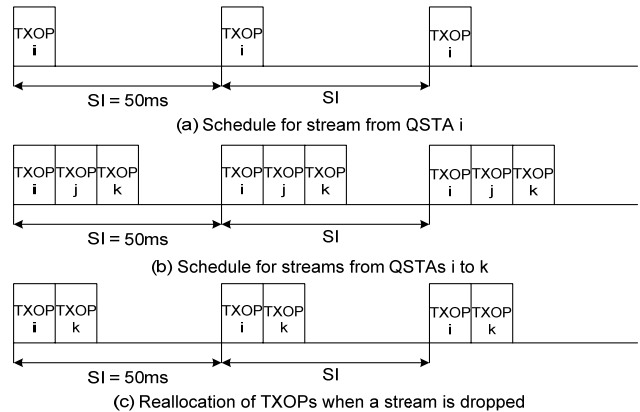 TXOP TXOP TXOP
i i i
SI = 50ms SI
(a) Schedule for stream from QSTA i
TXOP TXOP TXOP TXOP TXOP TXOP TXOP TXOP TXOP
i j k i j k i j k
SI = 50ms SI
(b) Schedule for streams from QSTAs i to k
TXOP TXOP TXOP TXOP TXOP TXOP
i k i k i k
SI = 50ms SI
(c) Reallocation of TXOPs when a stream is dropped